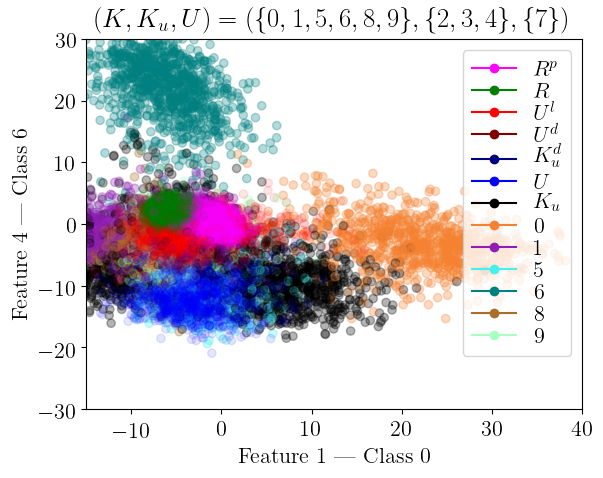 (K, K_u, U) = ({0, 1, 5, 6, 8, 9}, {2, 3, 4}, {7})
30
20
10
0
−10
−20
−30
Feature 4 — Class 6
R^p
R
U^l
U^d
K_u^d
U
K_u
0
1
5
6
8
9
−10
0
10
20
30
40
Feature 1 — Class 0